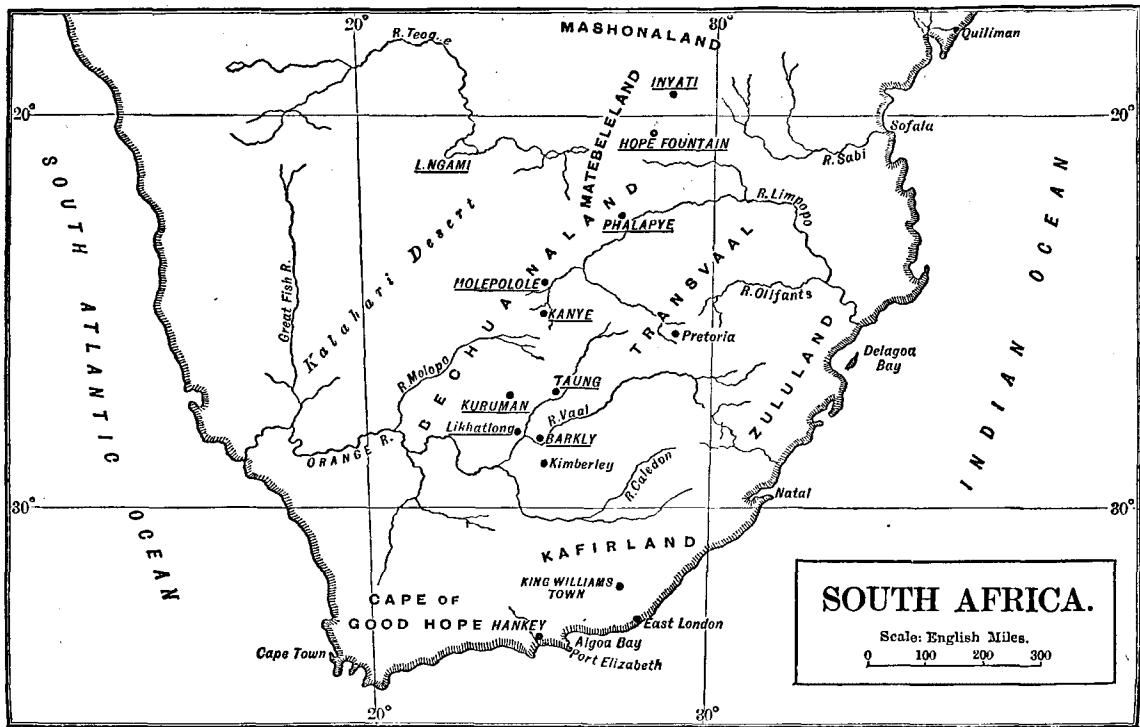 20°
30°
MASHONALAND
Quiliman
INYATI
20°
20°
MATEBELELAND
HOPE FOUNTAIN
Sofala
R. Sabi
L. NGAMI
R. Limpopo
PHALAPYE
SOUTH ATLANTIC OCEAN
INDIAN OCEAN
Kalahari Desert
Great Fish R.
BECHUANALAND
TRANSVAAL
MOLEPOLOLE
R. Olifants
KANYE
Pretoria
ZULULAND
Delagoa
Bay
R. Molopo
TAUNG
KURUMAN
R. Vaal
Likhatlong
BARKLY
ORANGE R.
Kimberley
R. Caledon
Natal
30°
30°
KAFIRLAND
KING WILLIAMS
TOWN
CAPE OF
GOOD HOPE
HANKEY
East London
Algoa Bay
Port Elizabeth
Cape Town
20°
30°
SOUTH AFRICA.
Scale: English Miles.
0 100 200 300